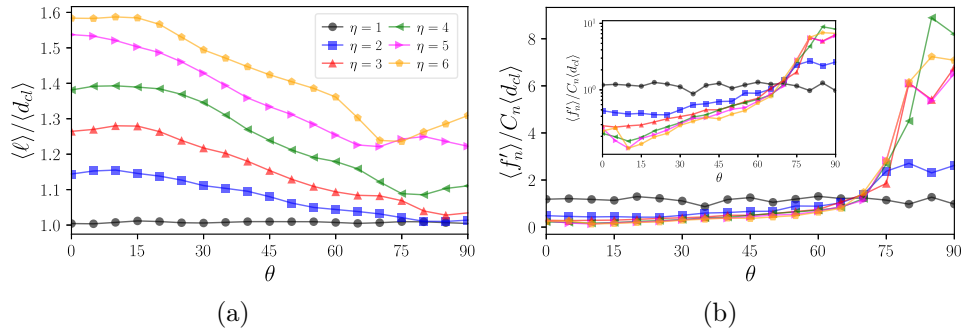 ⟨ℓ⟩/⟨d_cl⟩
1.6
1.5
1.4
1.3
1.2
1.1
1.0
0 15 30 45 60 75 90
θ
η = 1
η = 2
η = 3
η = 4
η = 5
η = 6
(a)
⟨f′_n⟩/C_n⟨d_cl⟩
8
6
4
2
0
0 15 30 45 60 75 90
θ
⟨f′_n⟩/C_n⟨d_cl⟩
10^1
10^0
0 15 30 45 60 75 90
θ
(b)